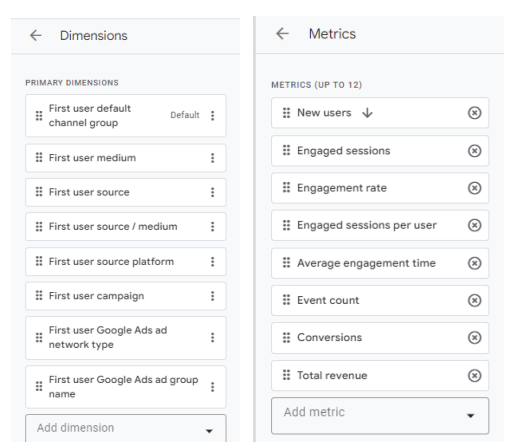 Dimensions
PRIMARY DIMENSIONS
First user default
channel group
Default
First user medium
First user source
First user source / medium
First user source platform
First user campaign
First user Google Ads ad
network type
First user Google Ads ad group
name
Add dimension
Metrics
METRICS (UP TO 12)
New users
Engaged sessions
Engagement rate
Engaged sessions per user
Average engagement time
Event count
Conversions
Total revenue
Add metric